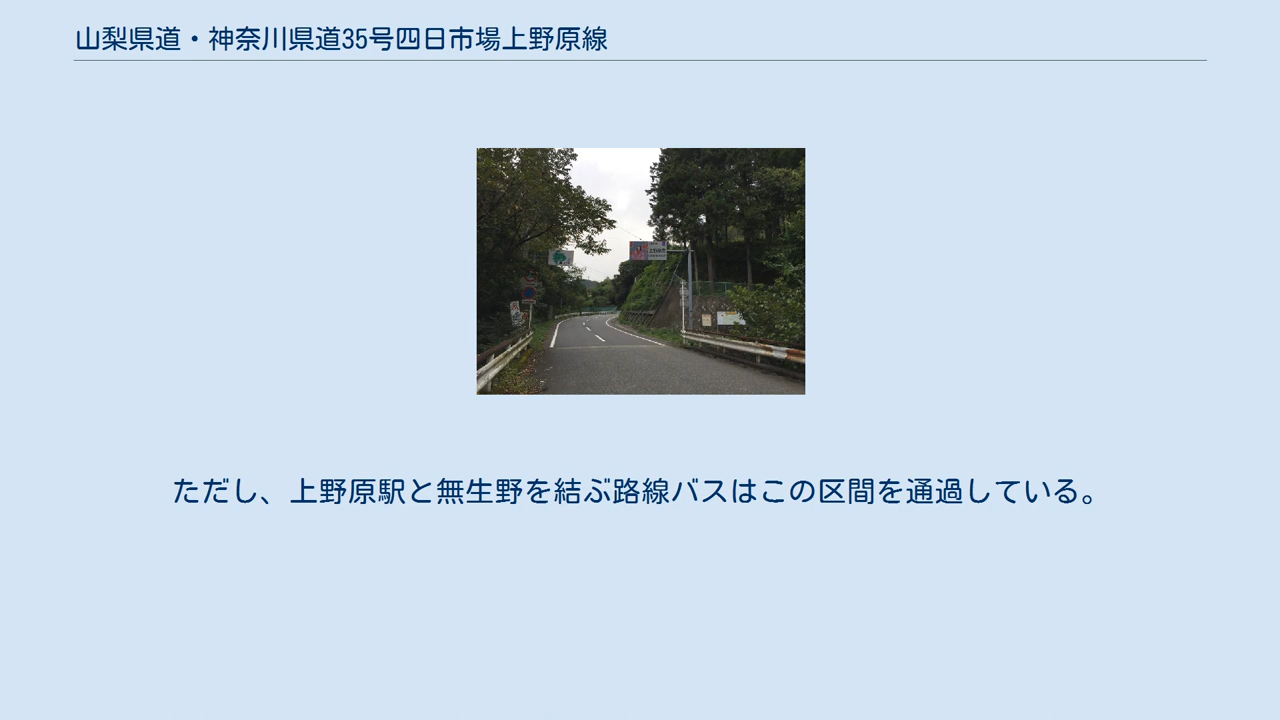 山梨県道・神奈川県道35号四日市場上野原線
ただし、上野原駅と無生野を結ぶ路線バスはこの区間を通過している。